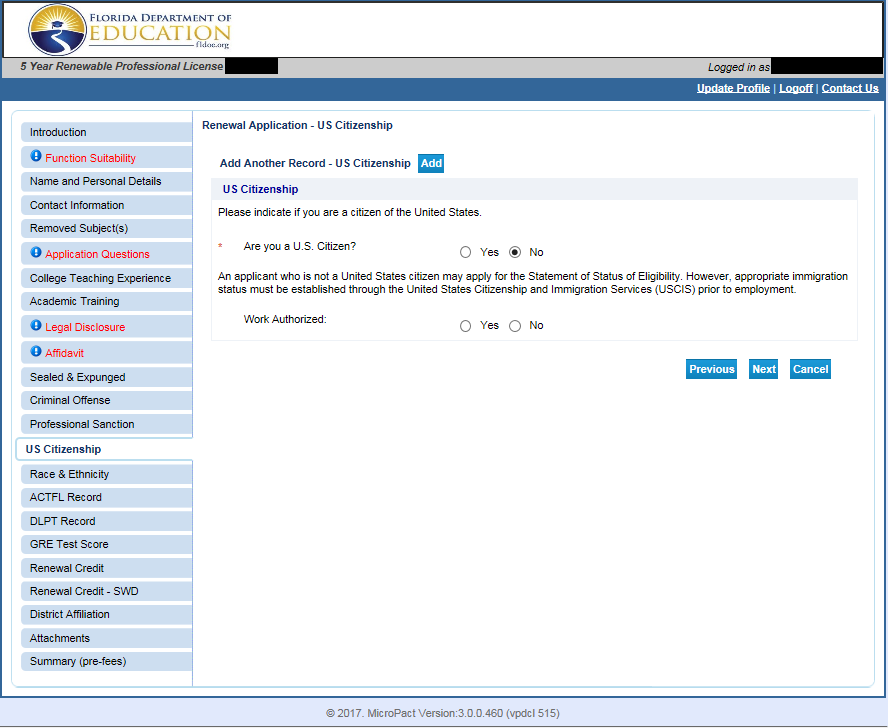 FLORIDA DEPARTMENT OF
EDUCATION
fldoe.org
5 Year Renewable Professional License
Logged in as
Update Profile | Logoff | Contact Us
Introduction
Function Suitability
Name and Personal Details
Contact Information
Removed Subject(s)
Application Questions
College Teaching Experience
Academic Training
Legal Disclosure
Affidavit
Sealed & Expunged
Criminal Offense
Professional Sanction
US Citizenship
Race & Ethnicity
ACTFL Record
DLPT Record
GRE Test Score
Renewal Credit
Renewal Credit - SWD
District Affiliation
Attachments
Summary (pre-fees)
Renewal Application - US Citizenship
Add Another Record - US Citizenship Add
US Citizenship
Please indicate if you are a citizen of the United States.
* Are you a U.S. Citizen? Yes No
An applicant who is not a United States citizen may apply for the Statement of Status of Eligibility. However, appropriate immigration
status must be established through the United States Citizenship and Immigration Services (USCIS) prior to employment.
Work Authorized: Yes No
Previous Next Cancel
© 2017. MicroPact Version:3.0.0.460 (vpdcl 515)